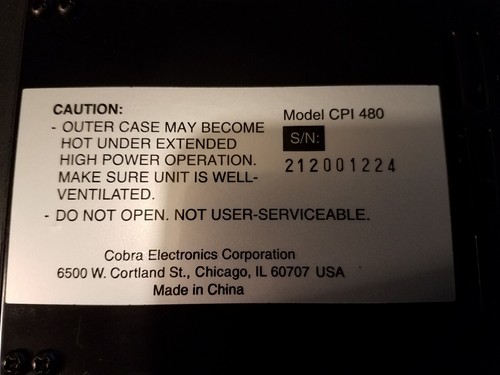 CAUTION:
- OUTER CASE MAY BECOME
HOT UNDER EXTENDED
HIGH POWER OPERATION.
MAKE SURE UNIT IS WELL-
VENTILATED.
- DO NOT OPEN. NOT USER-SERVICEABLE.
Model CPI 480
S/N:
212001224
Cobra Electronics Corporation
6500 W. Cortland St., Chicago, IL 60707 USA
Made in China